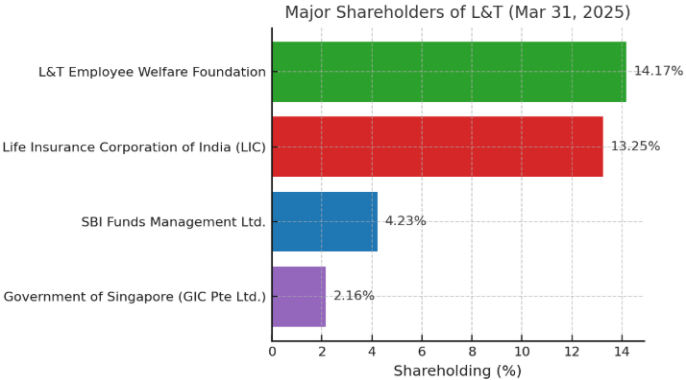 Major Shareholders of L&T (Mar 31, 2025)
L&T Employee Welfare Foundation
14.17%
Life Insurance Corporation of India (LIC)
13.25%
SBI Funds Management Ltd.
4.23%
Government of Singapore (GIC Pte Ltd.)
2.16%
0 2 4 6 8 10 12 14
Shareholding (%)